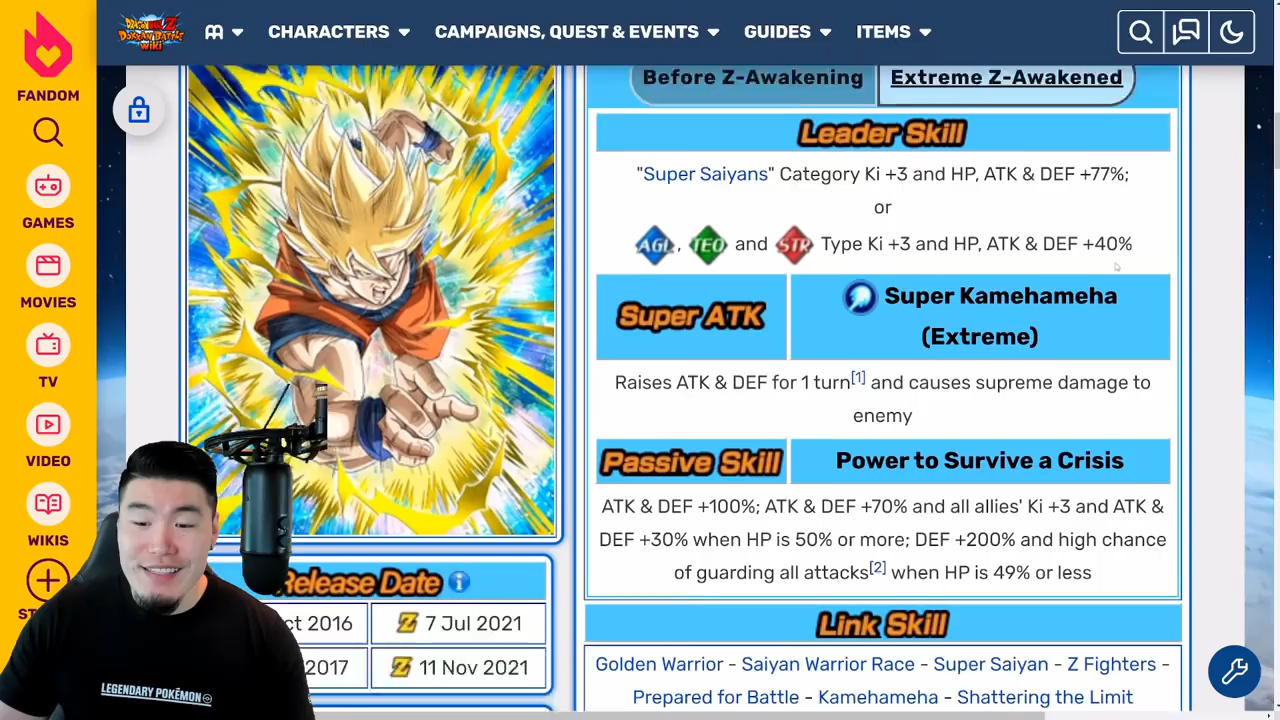 DRAGON BALL Z
DOKKAN BATTLE
WIKI
CHARACTERS
CAMPAIGNS, QUEST & EVENTS
GUIDES
ITEMS
FANDOM
GAMES
MOVIES
TV
VIDEO
WIKIS
Before Z-Awakening
Extreme Z-Awakened
Leader Skill
"Super Saiyans" Category Ki +3 and HP, ATK & DEF +77%;
or
AGL, TEQ and STR Type Ki +3 and HP, ATK & DEF +40%
Super ATK
Super Kamehameha
(Extreme)
Raises ATK & DEF for 1 turn[1] and causes supreme damage to
enemy
Passive Skill
Power to Survive a Crisis
ATK & DEF +100%; ATK & DEF +70% and all allies' Ki +3 and ATK &
DEF +30% when HP is 50% or more; DEF +200% and high chance
of guarding all attacks[2] when HP is 49% or less
Release Date
ct 2016
Z 7 Jul 2021
2017
Z 11 Nov 2021
Link Skill
Golden Warrior - Saiyan Warrior Race - Super Saiyan - Z Fighters -
Prepared for Battle - Kamehameha - Shattering the Limit
LEGENDARY POKÉMON